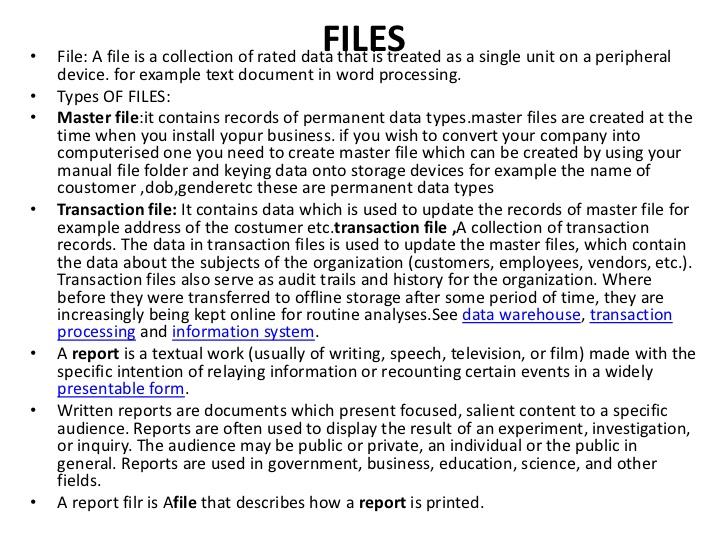 FILES
• File: A file is a collection of rated data that is treated as a single unit on a peripheral
device. for example text document in word processing.
• Types OF FILES:
• Master file:it contains records of permanent data types.master files are created at the
time when you install yopur business. if you wish to convert your company into
computerised one you need to create master file which can be created by using your
manual file folder and keying data onto storage devices for example the name of
coustomer ,dob,genderetc these are permanent data types
• Transaction file: It contains data which is used to update the records of master file for
example address of the costumer etc.transaction file ,A collection of transaction
records. The data in transaction files is used to update the master files, which contain
the data about the subjects of the organization (customers, employees, vendors, etc.).
Transaction files also serve as audit trails and history for the organization. Where
before they were transferred to offline storage after some period of time, they are
increasingly being kept online for routine analyses.See data warehouse, transaction
processing and information system.
• A report is a textual work (usually of writing, speech, television, or film) made with the
specific intention of relaying information or recounting certain events in a widely
presentable form.
• Written reports are documents which present focused, salient content to a specific
audience. Reports are often used to display the result of an experiment, investigation,
or inquiry. The audience may be public or private, an individual or the public in
general. Reports are used in government, business, education, science, and other
fields.
• A report filr is Afile that describes how a report is printed.